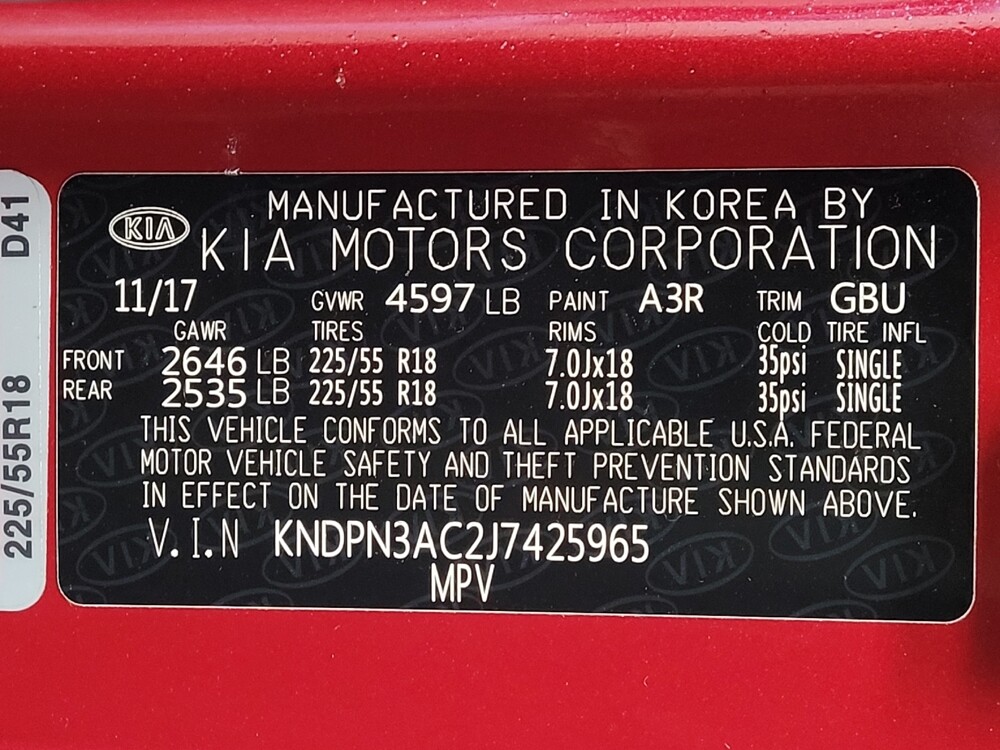 MANUFACTURED IN KOREA BY
KIA KIA MOTORS CORPORATION
11/17 GVWR 4597 LB PAINT A3R TRIM GBU
GAWR TIRES RIMS COLD TIRE INFL
FRONT 2646 LB 225/55 R18 7.0Jx18 35psi SINGLE
REAR 2535 LB 225/55 R18 7.0Jx18 35psi SINGLE
THIS VEHICLE CONFORMS TO ALL APPLICABLE U.S.A. FEDERAL
MOTOR VEHICLE SAFETY AND THEFT PREVENTION STANDARDS
IN EFFECT ON THE DATE OF MANUFACTURE SHOWN ABOVE.
V.I.N KNDPN3AC2J7425965
MPV
225/55R18 D41